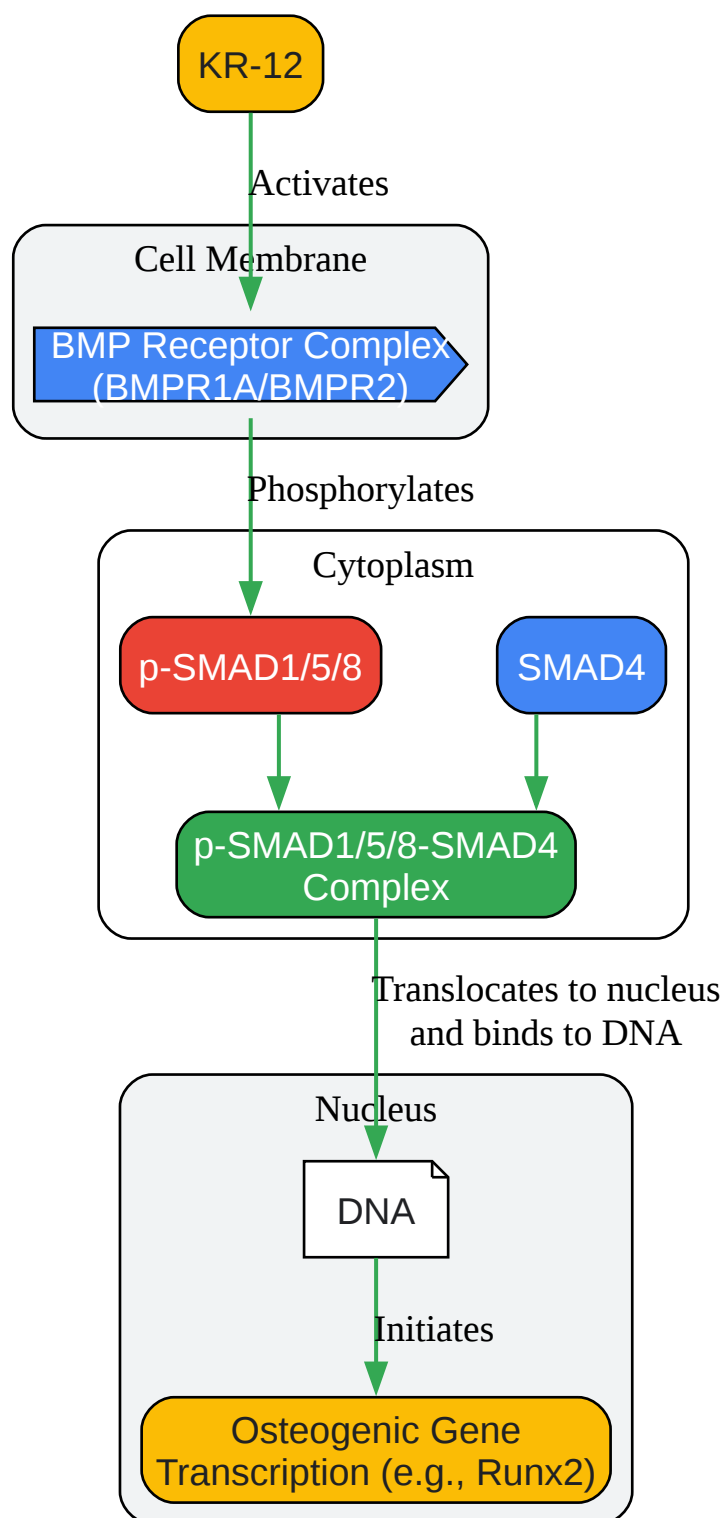 KR-12
Activates
Cell Membrane
BMP Receptor Complex
(BMPR1A/BMPR2)
Phosphorylates
Cytoplasm
p-SMAD1/5/8
SMAD4
p-SMAD1/5/8-SMAD4
Complex
Translocates to nucleus
and binds to DNA
Nucleus
DNA
Initiates
Osteogenic Gene
Transcription (e.g., Runx2)